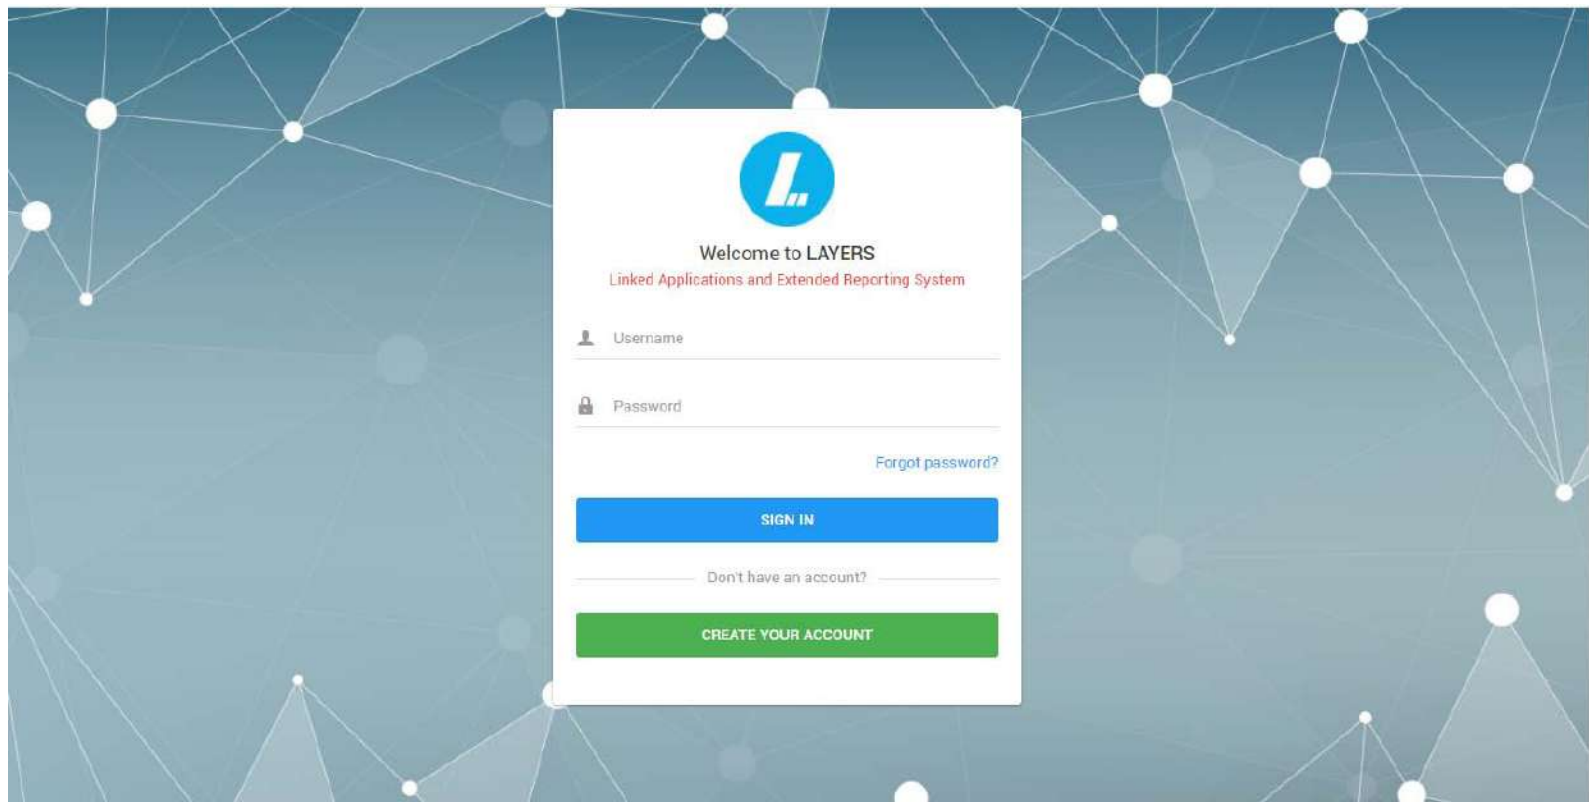 L
Welcome to LAYERS
Linked Applications and Extended Reporting System
Username
Password
Forgot password?
SIGN IN
Don't have an account?
CREATE YOUR ACCOUNT